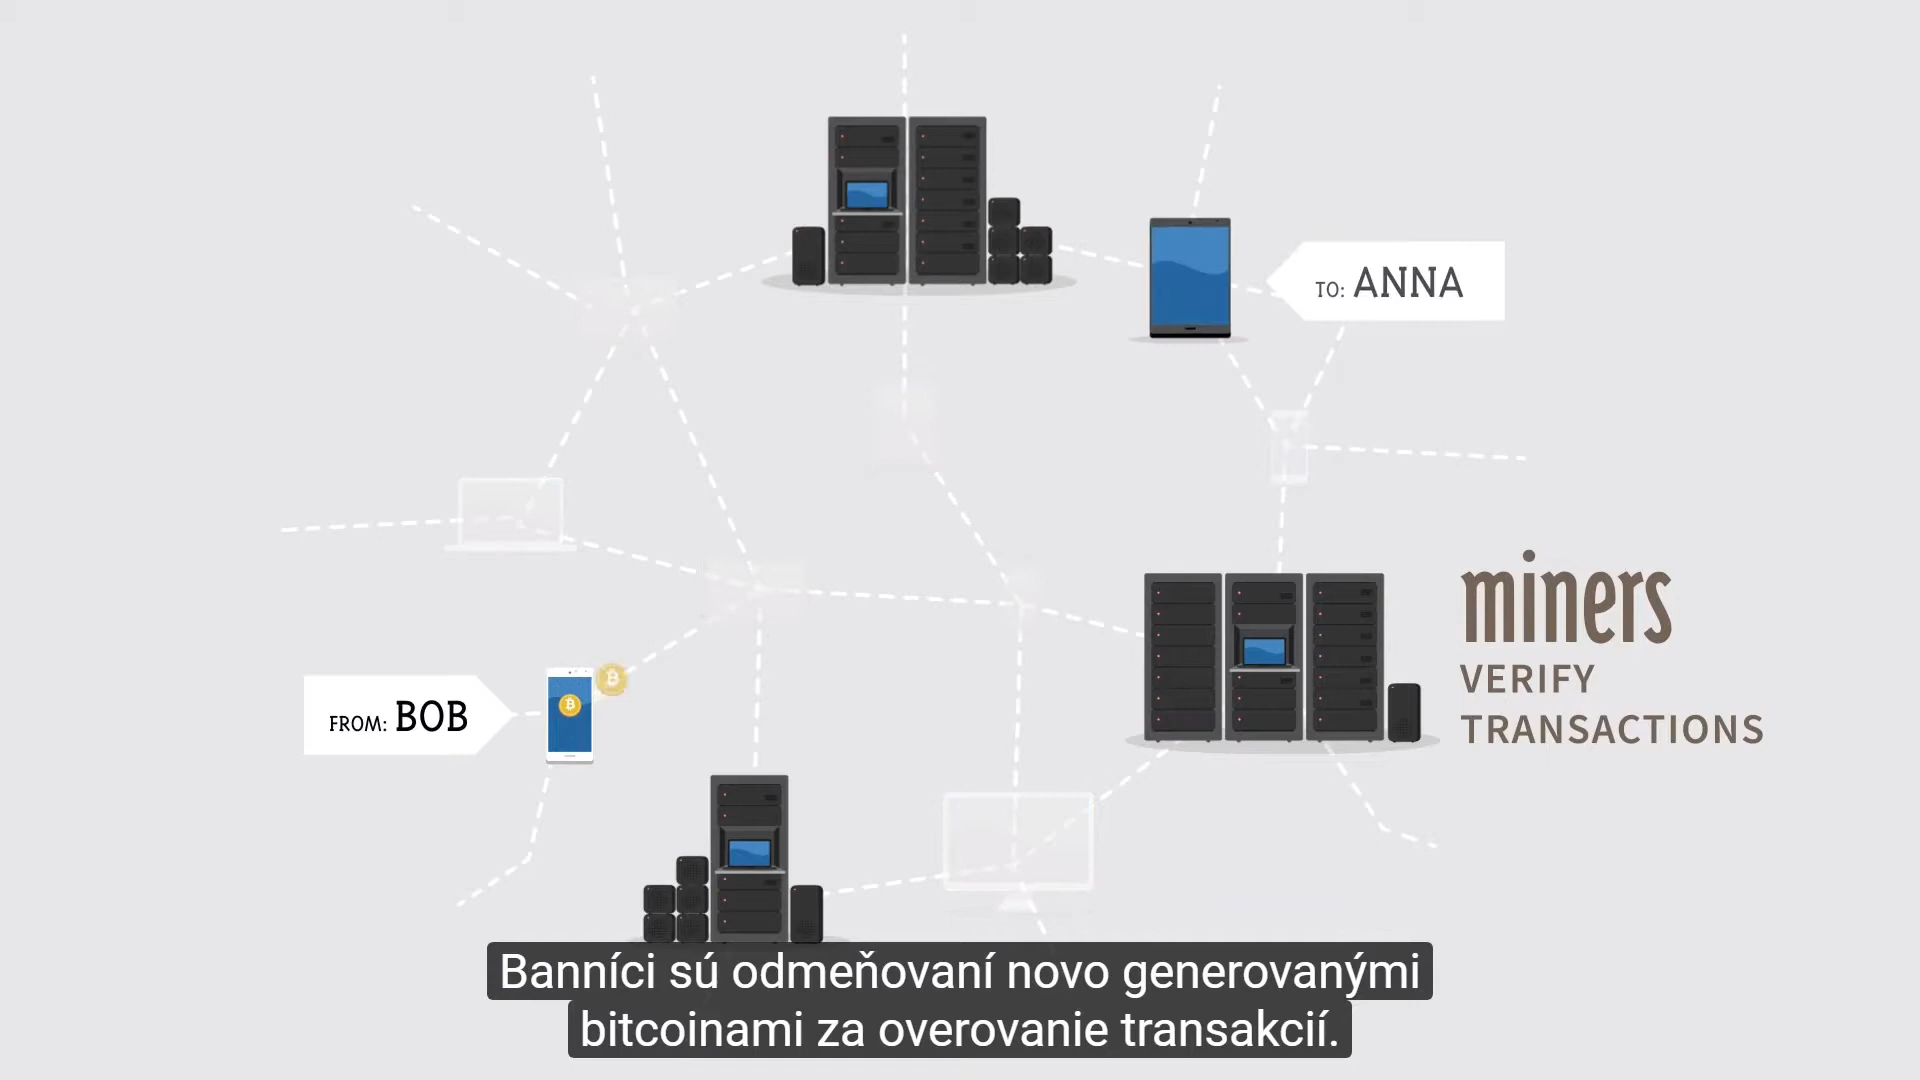 TO: ANNA
miners
VERIFY
TRANSACTIONS
FROM: BOB
Banníci sú odmeňovaní novo generovanými
bitcoinami za overovanie transakcií.